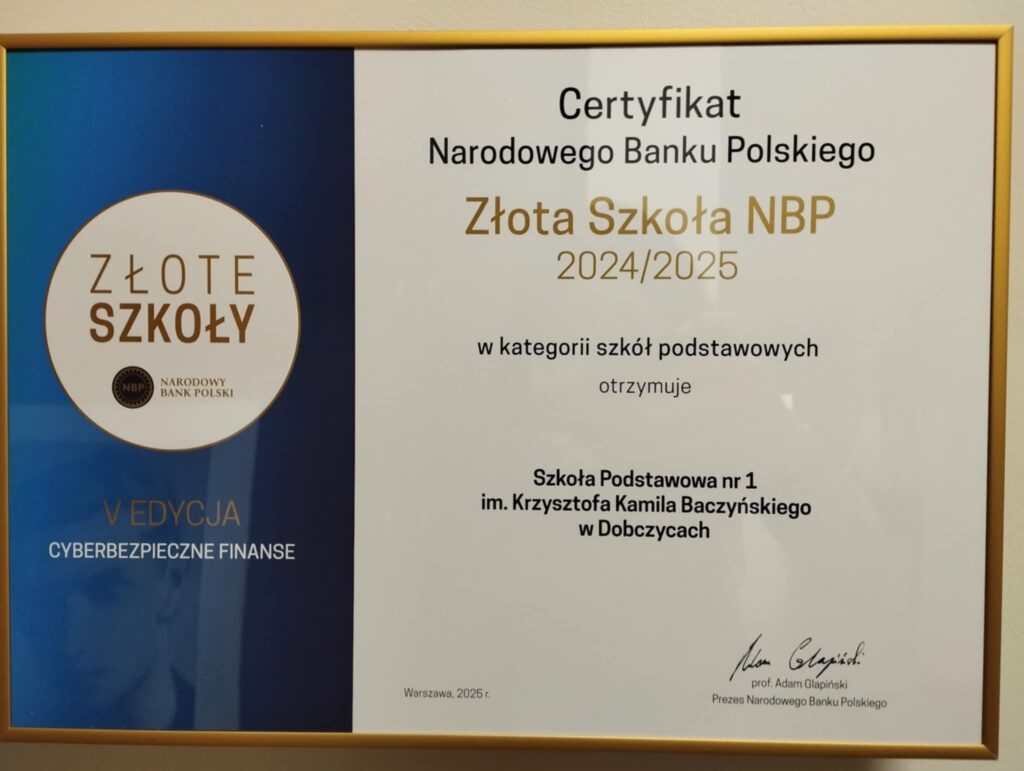 ZŁOTE
SZKOŁY
NBP
NARODOWY
BANK POLSKI
V EDYCJA
CYBERBEZPIECZNE FINANSE
Certyfikat
Narodowego Banku Polskiego
Złota Szkoła NBP
2024/2025
w kategorii szkół podstawowych
otrzymuje
Szkoła Podstawowa nr 1
im. Krzysztofa Kamila Baczyńskiego
w Dobczycach
Adam Glapiński
prof. Adam Glapiński
Prezes Narodowego Banku Polskiego
Warszawa, 2025 r.